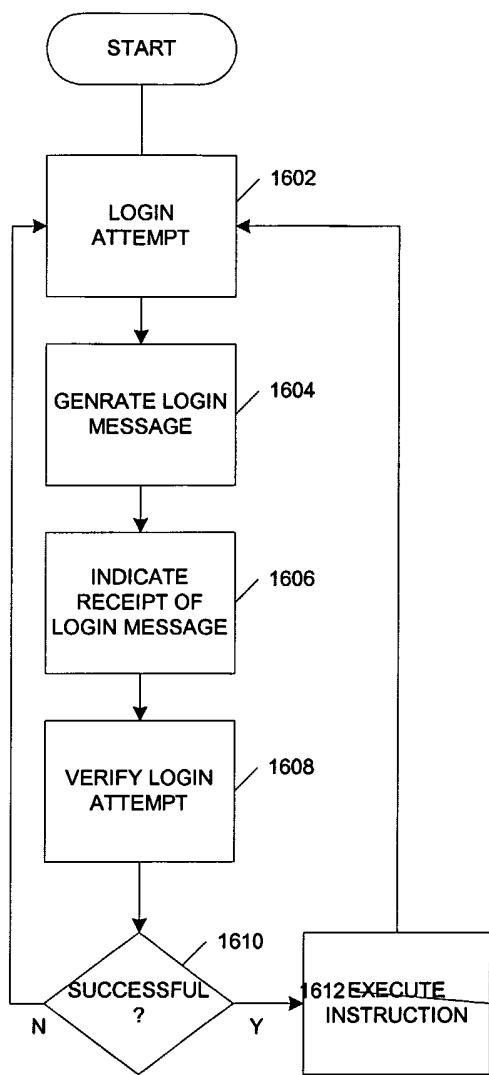 START
1602
LOGIN
ATTEMPT
1604
GENRATE LOGIN
MESSAGE
1606
INDICATE
RECEIPT OF
LOGIN MESSAGE
1608
VERIFY LOGIN
ATTEMPT
1610
SUCCESSFUL
?
N
Y
1612 EXECUTE
INSTRUCTION